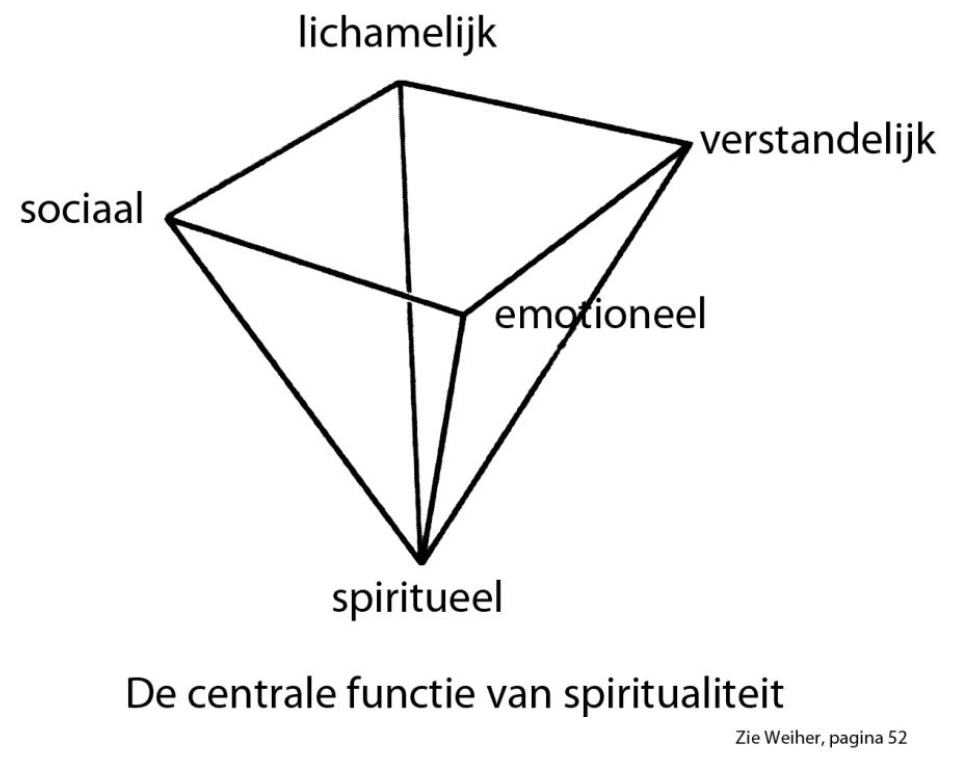 lichamelijk
verstandelijk
sociaal
emotioneel
spiritueel
De centrale functie van spiritualiteit
Zie Weiher, pagina 52